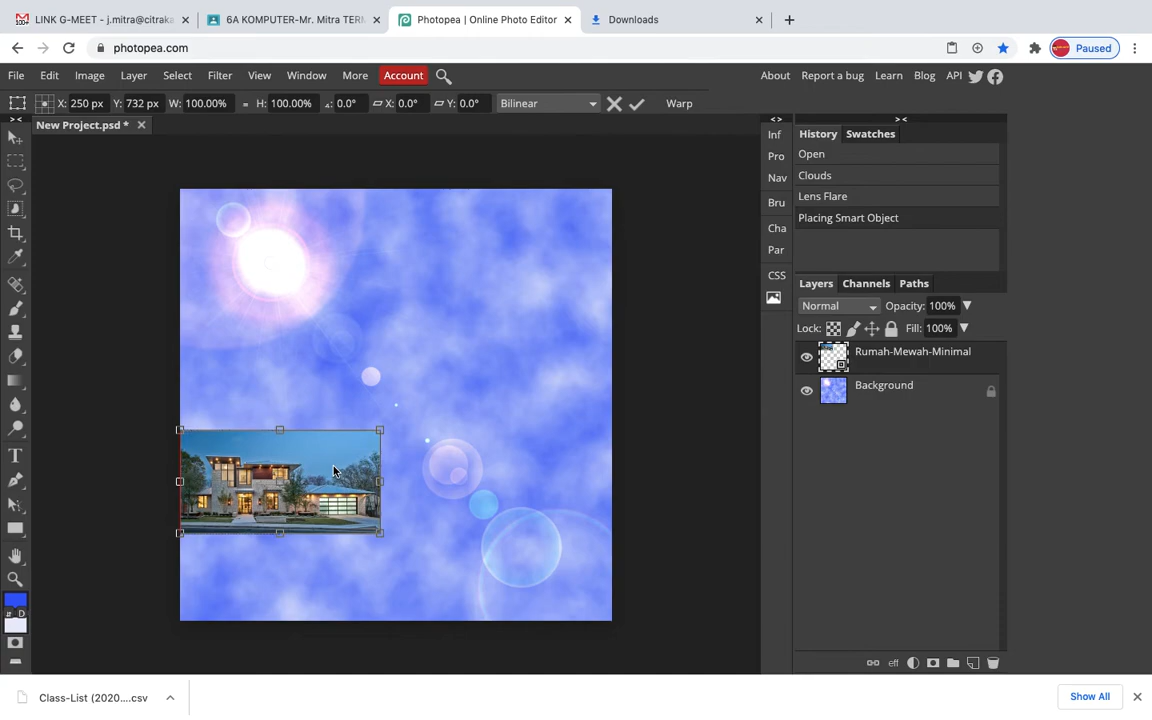 LINK G-MEET - j.mitra@citraka
6A KOMPUTER-Mr. Mitra TERM
Photopea | Online Photo Editor
Downloads
photopea.com
Paused
File Edit Image Layer Select Filter View Window More Account
About Report a bug Learn Blog API
X: 250 px Y: 732 px W: 100.00% = H: 100.00% ⊿: 0.0° X: 0.0° Y: 0.0° Bilinear Warp
> < < > > <
New Project.psd *
Inf
Pro
Nav
Bru
Cha
Par
CSS
History Swatches
Open
Clouds
Lens Flare
Placing Smart Object
Layers Channels Paths
Normal Opacity: 100%
Lock: Fill: 100%
Rumah-Mewah-Minimal
Background
D
eff
Class-List (2020....csv
Show All